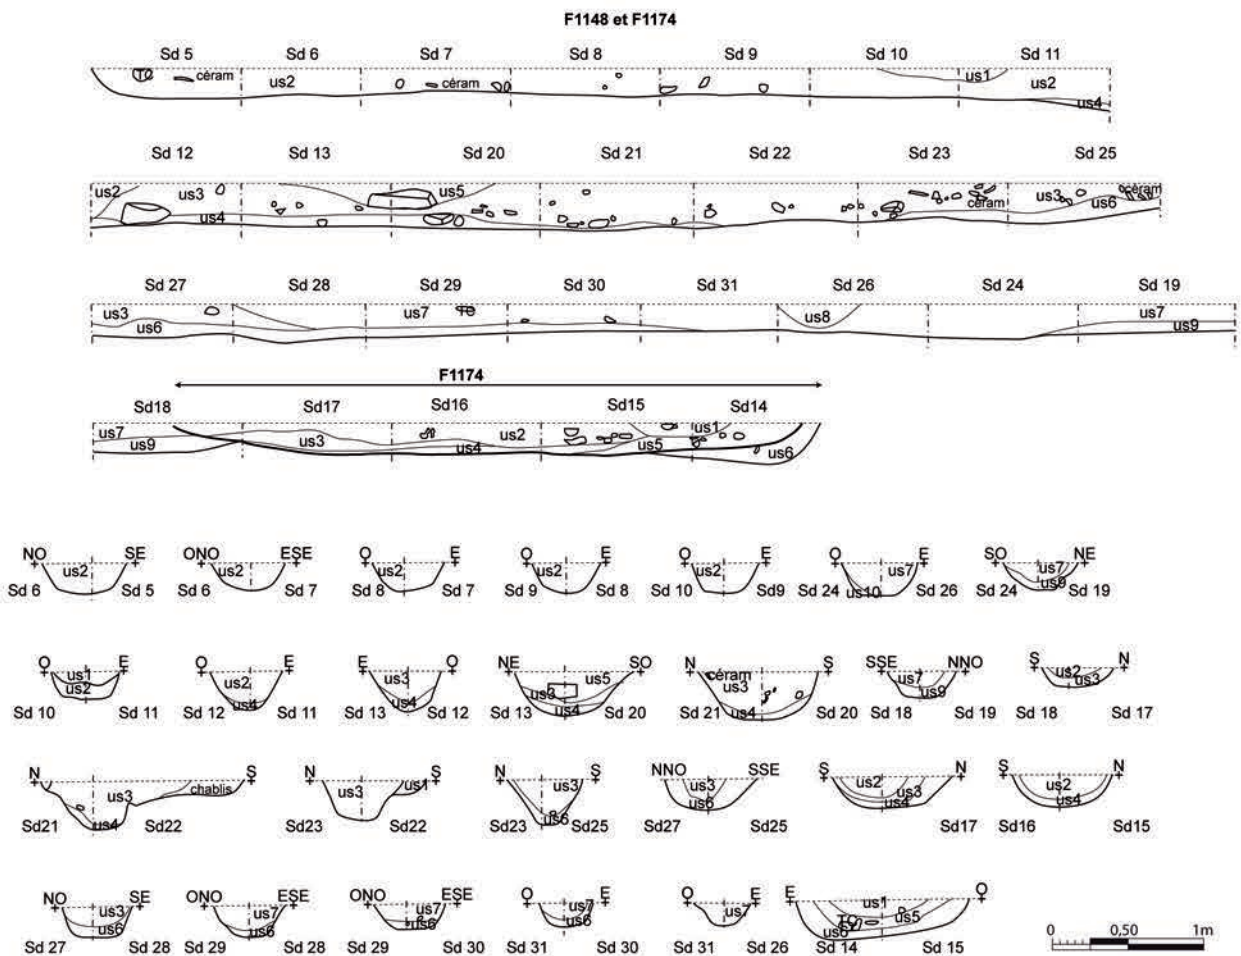 F1148 et F1174
Sd 5 Sd 6 Sd 7 Sd 8 Sd 9 Sd 10 Sd 11
TC céram us2 céram us1 us2 us4
Sd 12 Sd 13 Sd 20 Sd 21 Sd 22 Sd 23 Sd 25
us2 us3 us4 us5 céram us3 us6 céram
Sd 27 Sd 28 Sd 29 Sd 30 Sd 31 Sd 26 Sd 24 Sd 19
us3 us6 us7 TC us8 us7 us9
F1174
Sd18 Sd17 Sd16 Sd15 Sd14
us7 us9 us3 us4 us2 us5 us1 us6
NO SE ONO ESE O E O E O E O E SO NE
us2 us2 us2 us2 us2 us10 us7 us7 us9
Sd 6 Sd 5 Sd 6 Sd 7 Sd 8 Sd 7 Sd 9 Sd 8 Sd 10 Sd9 Sd 24 Sd 26 Sd 24 Sd 19
O E O E E O NE SO N S SSE NNO S N
us1 us2 us2 us4 us3 us4 us3 us5 us4 céram us3 us4 us7 us9 us2 us3
Sd 10 Sd 11 Sd 12 Sd 11 Sd 13 Sd 12 Sd 13 Sd 20 Sd 21 Sd 20 Sd 18 Sd 19 Sd 18 Sd 17
N S N S N S NNO SSE S N S N
us3 us4 chablis us3 us1 us3 us6 us3 us6 us2 us3 us4 us2 us4
Sd21 Sd22 Sd23 Sd22 Sd23 Sd25 Sd27 Sd25 Sd17 Sd16 Sd15
NO SE ONO ESE ONO ESE O E O E E O
us3 us6 us7 us6 us7 us6 us7 us6 us7 us1 TC us5 us6
Sd 27 Sd 28 Sd 29 Sd 28 Sd 29 Sd 30 Sd 31 Sd 30 Sd 31 Sd 26 Sd 14 Sd 15
0 0,50 1m